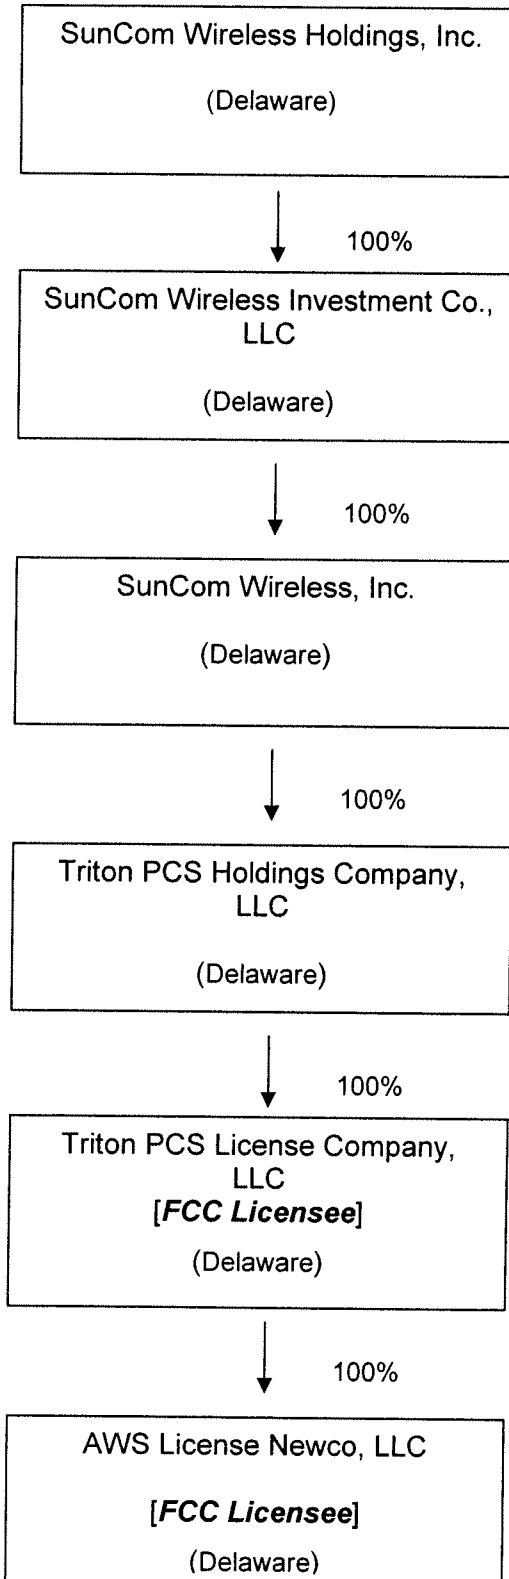 SunCom Wireless Holdings, Inc.
(Delaware)
100%
SunCom Wireless Investment Co.,
LLC
(Delaware)
100%
SunCom Wireless, Inc.
(Delaware)
100%
Triton PCS Holdings Company,
LLC
(Delaware)
100%
Triton PCS License Company,
LLC
[FCC Licensee]
(Delaware)
100%
AWS License Newco, LLC
[FCC Licensee]
(Delaware)